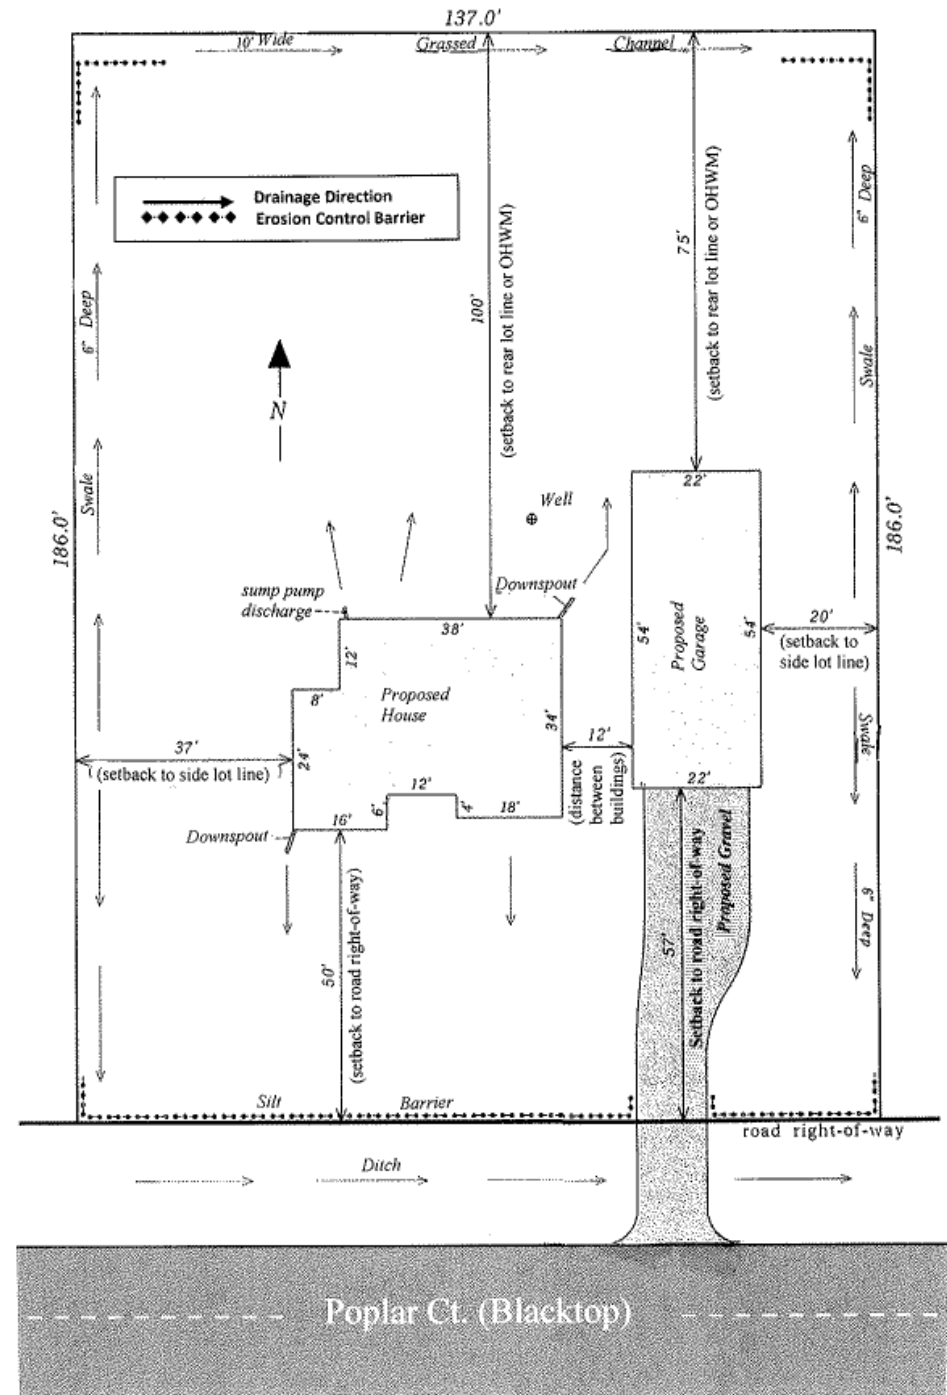 137.0'
10' Wide Grassed Channel
Drainage Direction
Erosion Control Barrier
6" Deep
Swale
186.0'
N
100'
(setback to rear lot line or OHWM)
75'
(setback to rear lot line or OHWM)
6" Deep
Swale
186.0'
Well
22'
sump pump
discharge
Downspout
38'
12'
8'
Proposed
House
34'
24'
54'
Proposed
Garage
54'
20'
(setback to
side lot line)
37'
(setback to side lot line)
12'
(distance
between
buildings)
12'
6'
4'
16'
18'
22'
Downspout
Swale
6" Deep
50'
(setback to road right-of-way)
57'
Setback to road right-of-way
Proposed Gravel
Silt Barrier
road right-of-way
Ditch
Poplar Ct. (Blacktop)